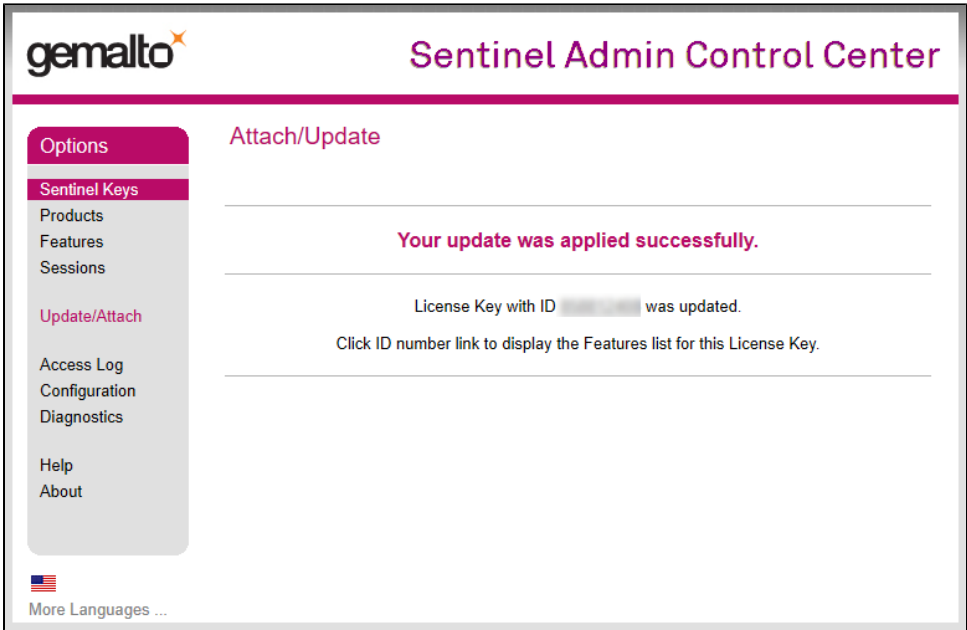 gemalto
Sentinel Admin Control Center
Options
Sentinel Keys
Products
Features
Sessions
Update/Attach
Access Log
Configuration
Diagnostics
Help
About
More Languages ...
Attach/Update
Your update was applied successfully.
License Key with ID was updated.
Click ID number link to display the Features list for this License Key.